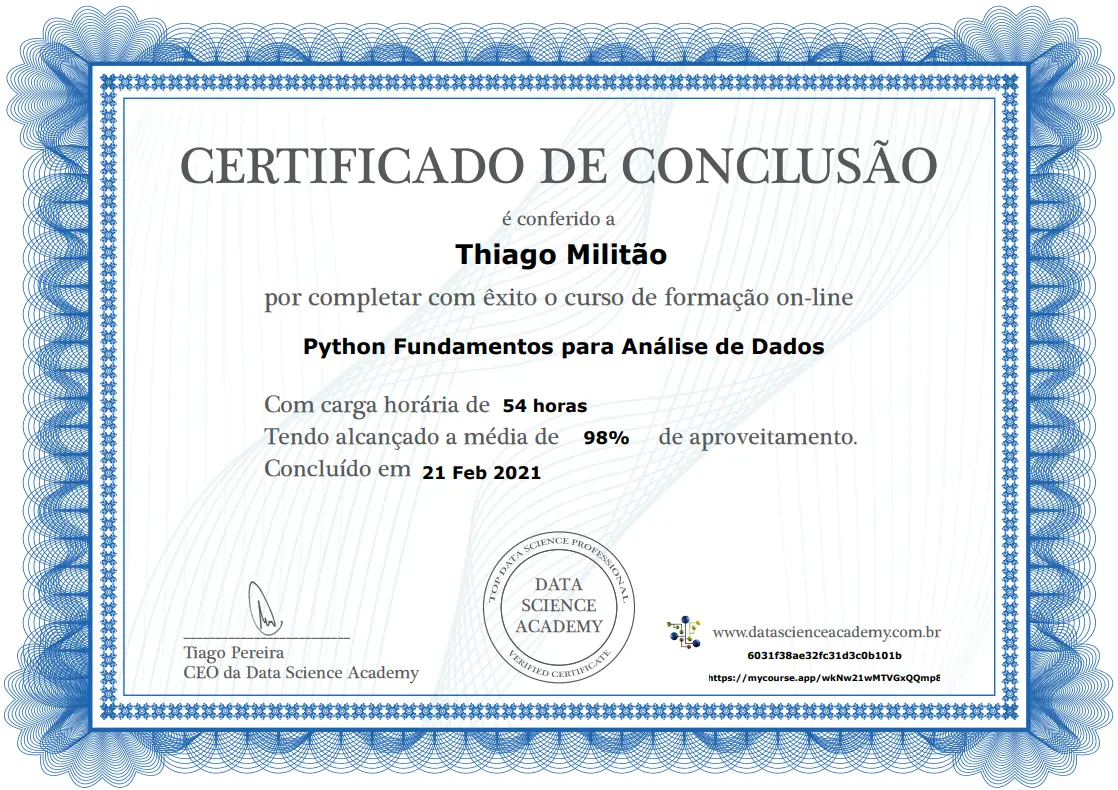 CERTIFICADO DE CONCLUSÃO
é conferido a
Thiago Militão
por completar com êxito o curso de formação on-line
Python Fundamentos para Análise de Dados
Com carga horária de 54 horas
Tendo alcançado a média de 98% de aproveitamento.
Concluído em 21 Feb 2021
TOP DATA SCIENCE PROFESSIONAL
DATA
SCIENCE
ACADEMY
VERIFIED CERTIFICATE
Tiago Pereira
CEO da Data Science Academy
www.datascienceacademy.com.br
6031f38ae32fc31d3c0b101b
https://mycourse.app/wkNw21wMTVGxQQmp8